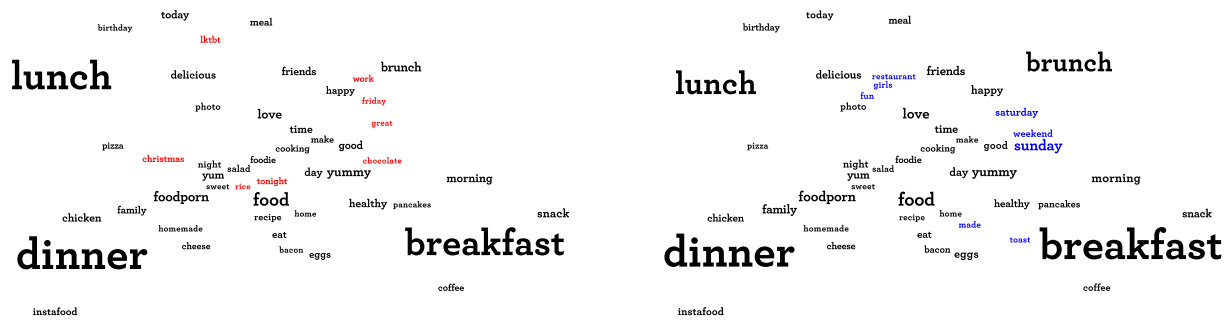 today
birthday
meal
lktbt
lunch
delicious
friends
work
brunch
happy
friday
photo
love
great
time
make
good
pizza
cooking
christmas
foodie
chocolate
night
salad
yum
day yummy
tonight
morning
sweet
rice
foodporn
food
healthy
pancakes
family
chicken
recipe
home
snack
homemade
eat
dinner
cheese
bacon
eggs
breakfast
coffee
instafood
today
birthday
meal
brunch
lunch
delicious
restaurant
friends
girls
happy
fun
photo
love
saturday
time
weekend
make
good
sunday
pizza
cooking
foodie
night
salad
yum
day yummy
morning
sweet
foodporn
food
healthy
pancakes
family
chicken
recipe
home
snack
made
homemade
eat
toast
dinner
cheese
bacon
eggs
breakfast
coffee
instafood